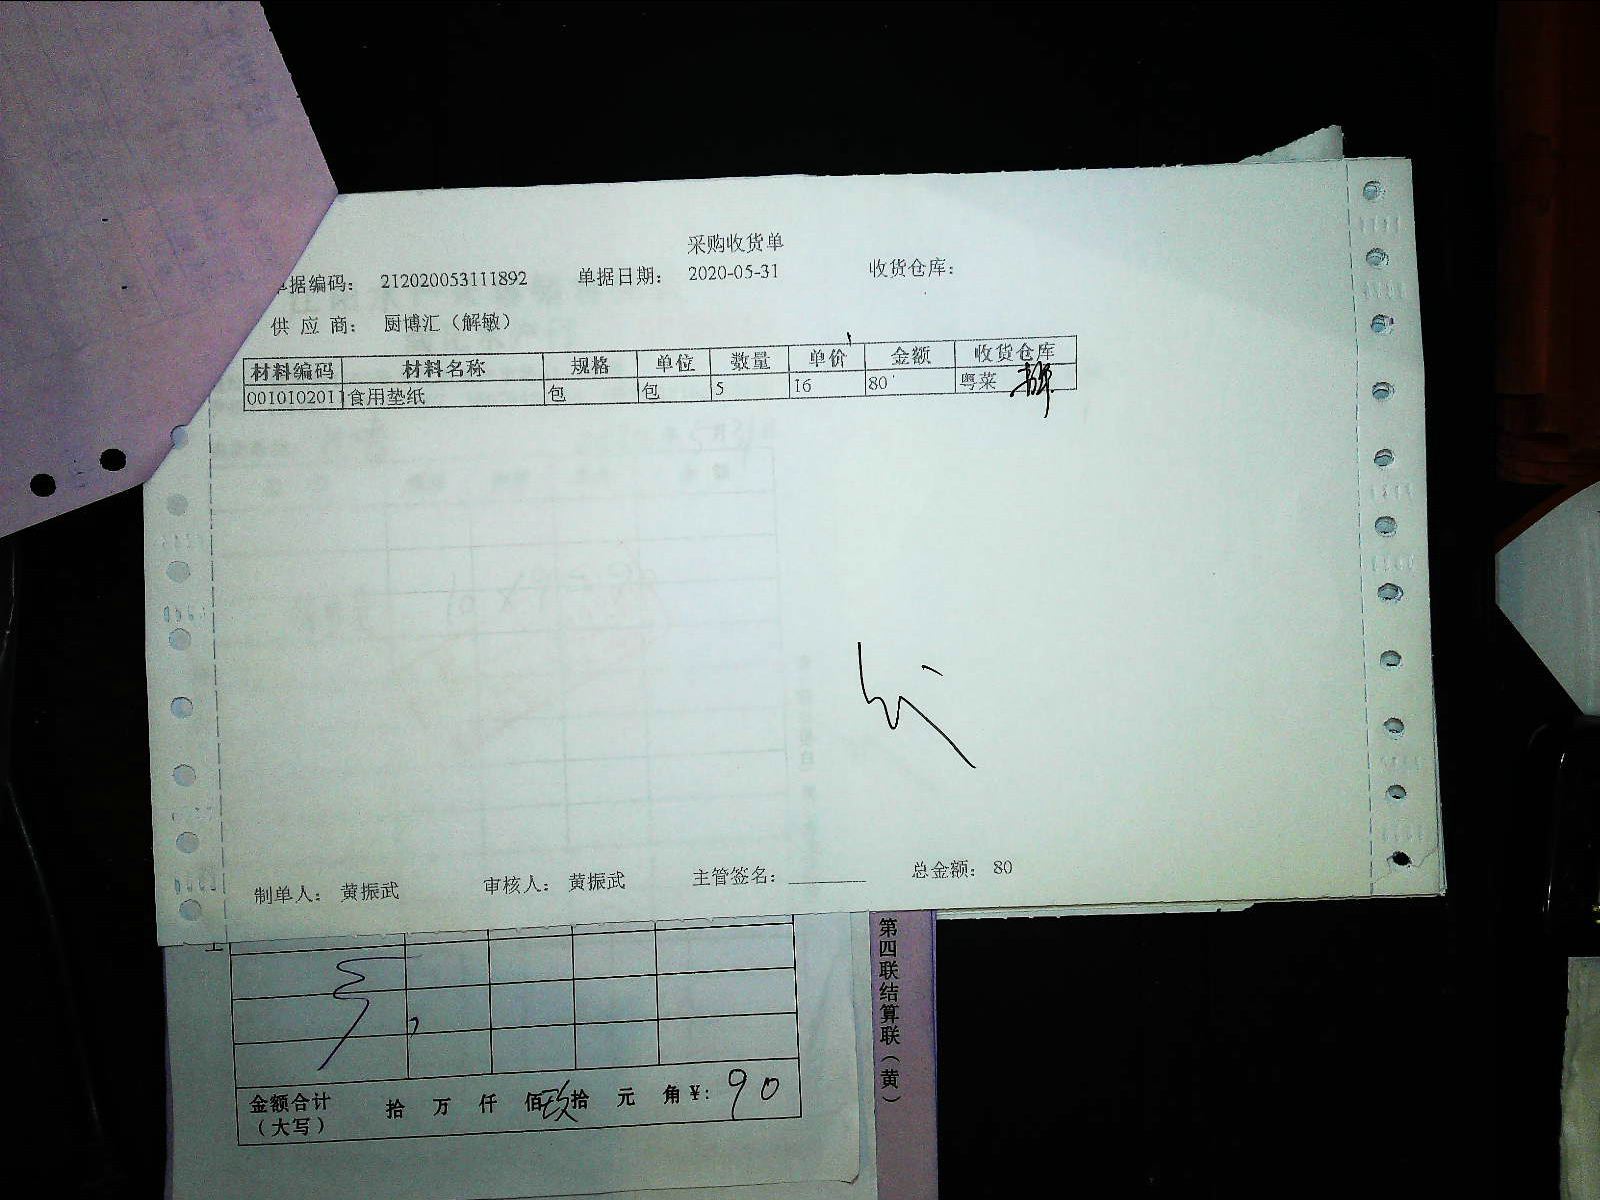 采购收货单
据编码： 212020053111892 单据日期： 2020-05-31 收货仓库：
供 应 商： 厨博汇（解敏）
材料编码 材料名称 规格 单位 数量 单价 金额 收货仓库
0010102011 食用垫纸 包 包 5 16 80 粤菜
制单人： 黄振武 审核人： 黄振武 主管签名： 总金额： 80
第四联结算联（黄）
金额合计 拾 万 仟 佰 玖拾 元 角 ¥: 90
（大写）